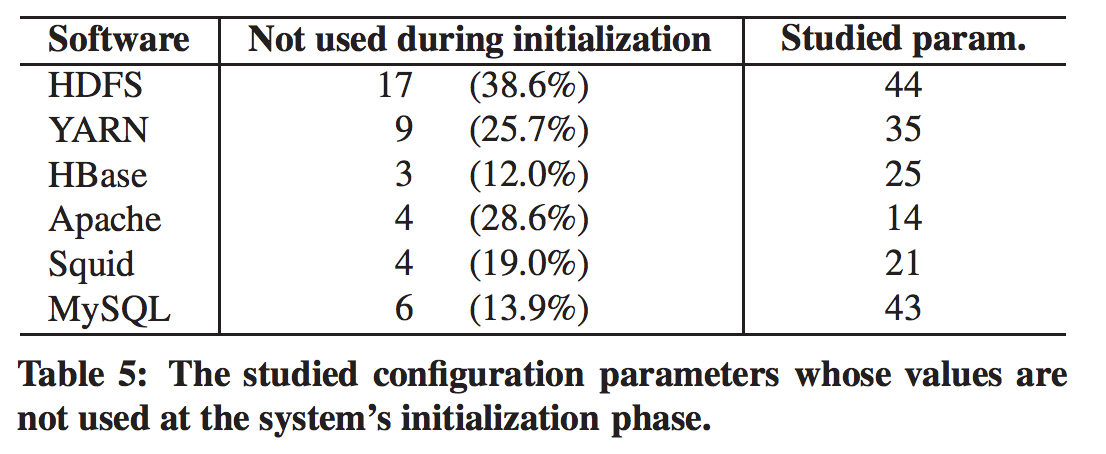 Software Not used during initialization Studied param.
HDFS 17 (38.6%) 44
YARN 9 (25.7%) 35
HBase 3 (12.0%) 25
Apache 4 (28.6%) 14
Squid 4 (19.0%) 21
MySQL 6 (13.9%) 43
Table 5: The studied configuration parameters whose values are
not used at the system's initialization phase.